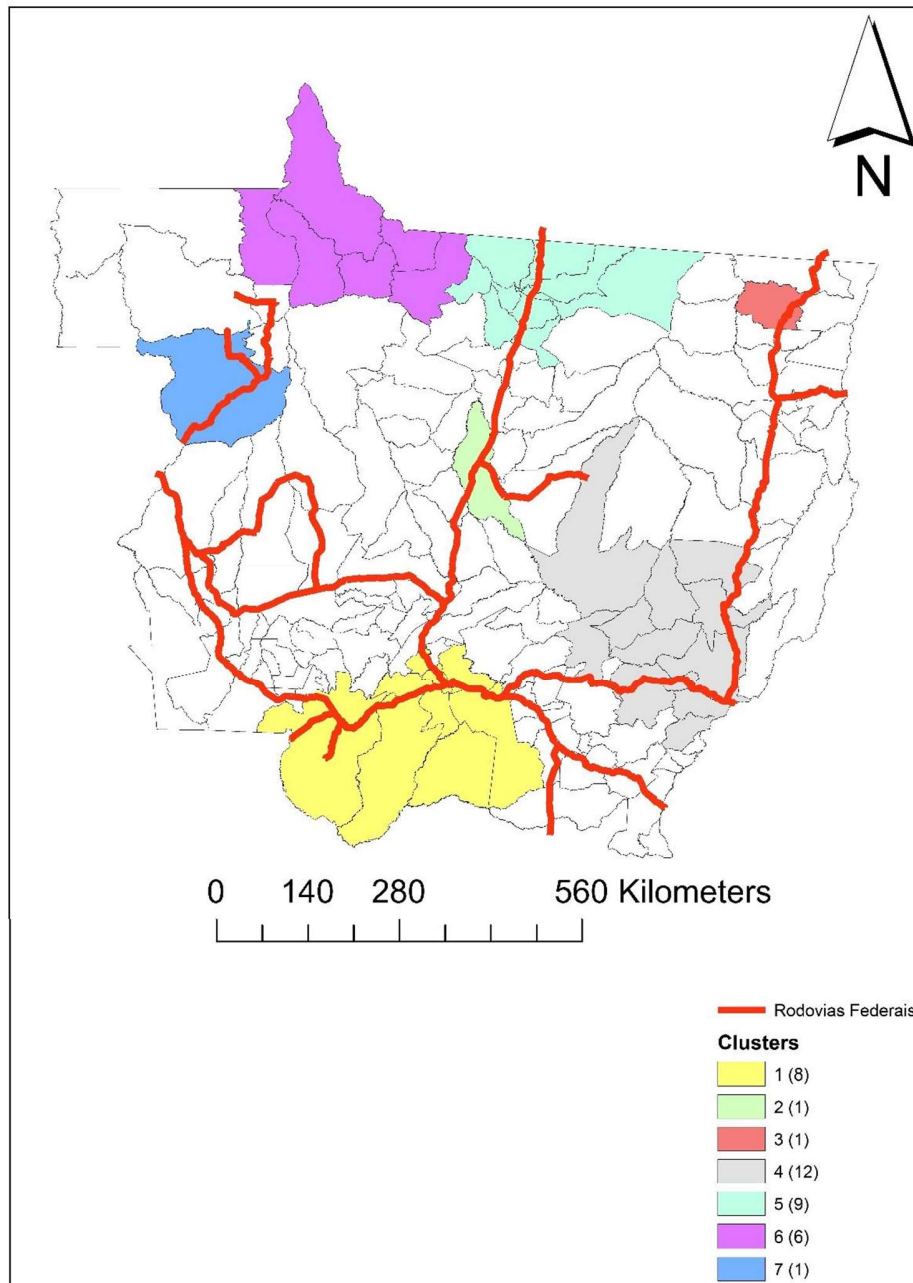 N
0 140 280 560 Kilometers
Rodovias Federais
Clusters
1 (8)
2 (1)
3 (1)
4 (12)
5 (9)
6 (6)
7 (1)